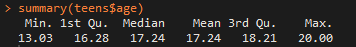 > summary(teens$age)
Min. 1st Qu. Median Mean 3rd Qu. Max.
13.03 16.28 17.24 17.24 18.21 20.00